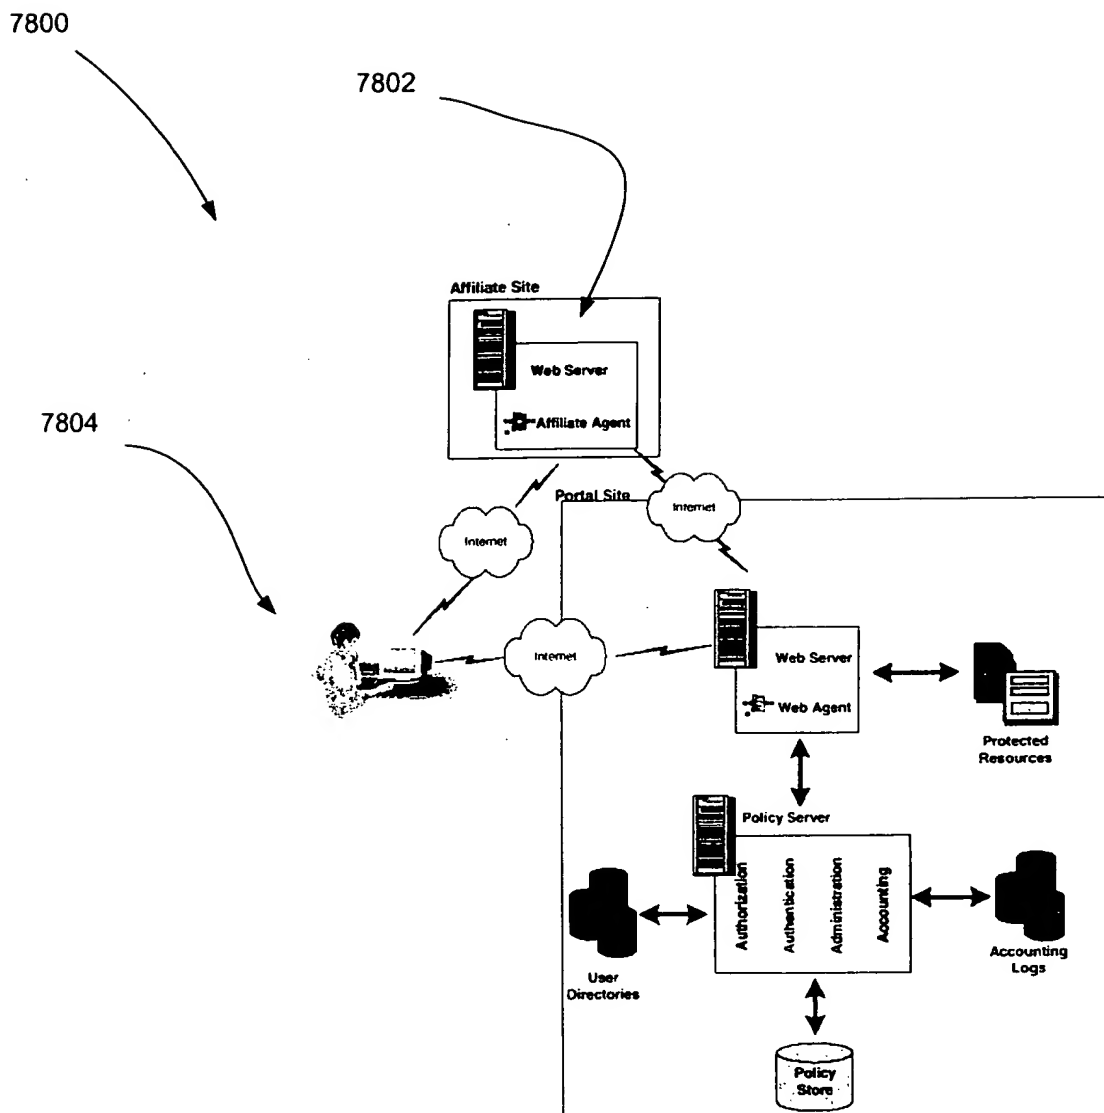 7800
7802
Affiliate Site
Web Server
7804
Affiliate Agent
Portal Site
Internet
Internet
Internet
Web Server
Web Agent
Protected
Resources
Policy Server
Authorization
Authentication
Administration
Accounting
User
Directories
Accounting
Logs
Policy
Store